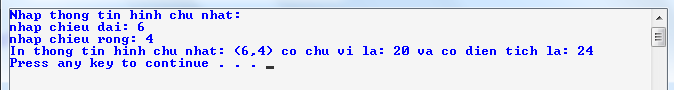 Nhap thong tin hinh chu nhat:
nhap chieu dai: 6
nhap chieu rong: 4
In thong tin hinh chu nhat: (6,4) co chu vi la: 20 va co dien tich la: 24
Press any key to continue . . .